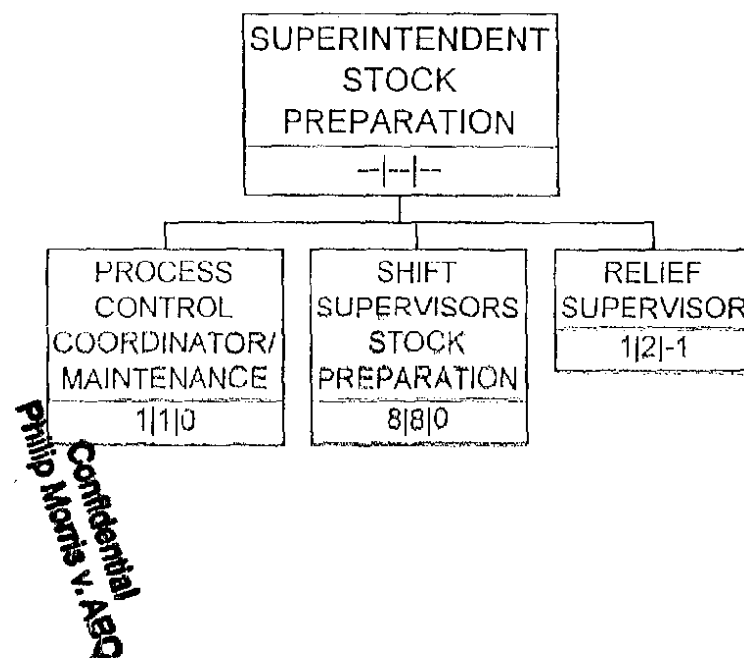 SUPERINTENDENT
STOCK
PREPARATION
--|--|--
PROCESS
CONTROL
COORDINATOR/
MAINTENANCE
1|1|0
SHIFT
SUPERVISORS
STOCK
PREPARATION
8|8|0
RELIEF
SUPERVISOR
1|2|-1
Confidential
Philip Morris v. ABC